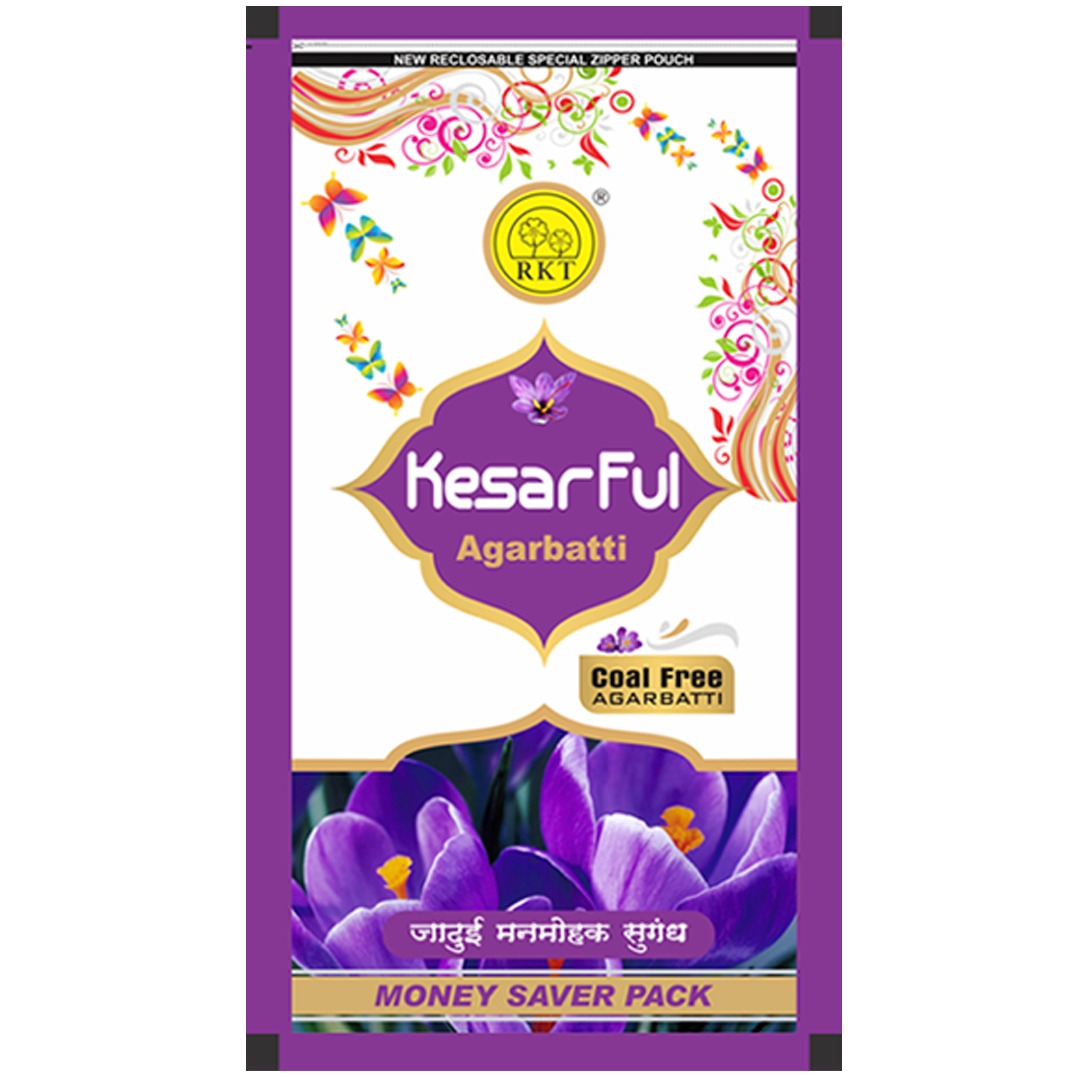 NEW RECLOSABLE SPECIAL ZIPPER POUCH
®
RKT
KesarFul
Agarbatti
Coal Free
AGARBATTI
जादुई मनमोहक सुगंध
MONEY SAVER PACK